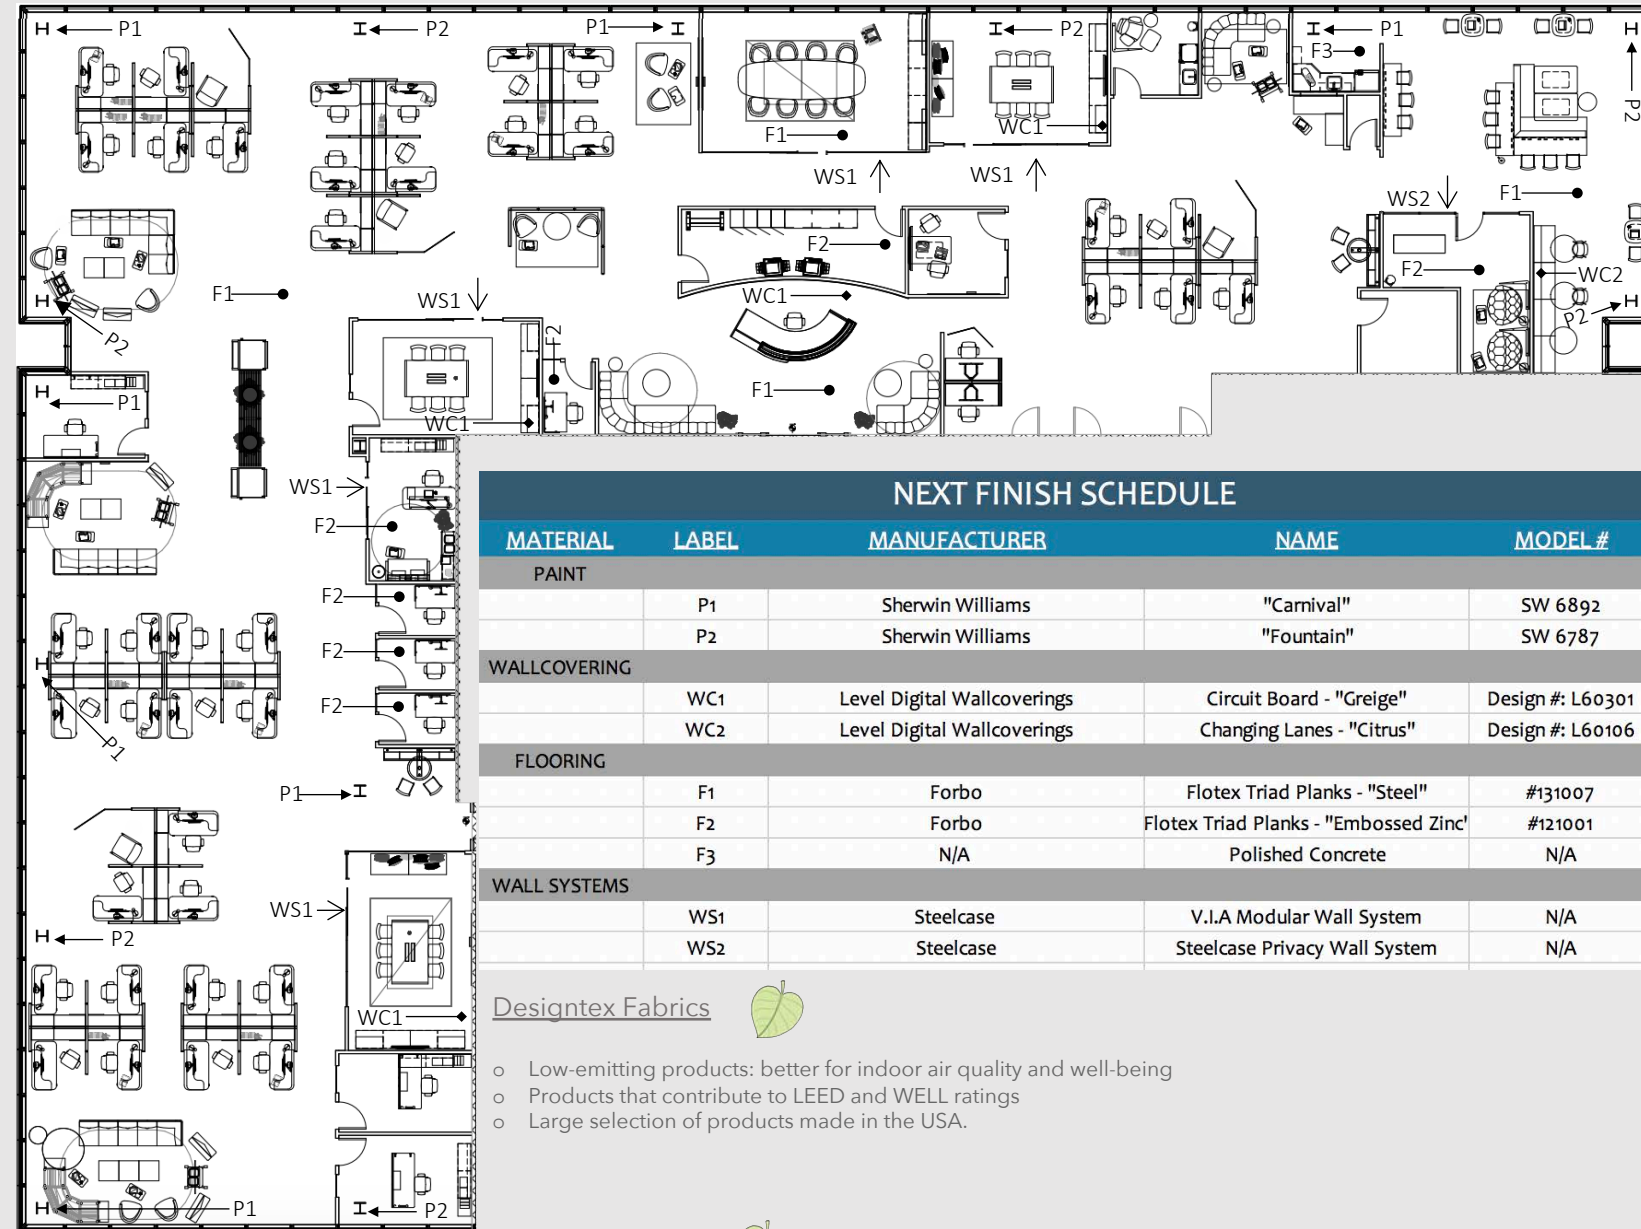 P1
P2
P1
P2
P1
F3
P2
F1
WC1
WS1
WS1
WS2
F1
F2
F2
WC2
F1
WS1
WC1
P2
P2
F2
P1
F1
WC1
WS1
F2
F2
F2
F2
P1
P1
WS1
P2
WC1
P1
P2
NEXT FINISH SCHEDULE
MATERIAL LABEL MANUFACTURER NAME MODEL #
PAINT
P1 Sherwin Williams "Carnival" SW 6892
P2 Sherwin Williams "Fountain" SW 6787
WALLCOVERING
WC1 Level Digital Wallcoverings Circuit Board - "Greige" Design #: L60301
WC2 Level Digital Wallcoverings Changing Lanes - "Citrus" Design #: L60106
FLOORING
F1 Forbo Flotex Triad Planks - "Steel" #131007
F2 Forbo Flotex Triad Planks - "Embossed Zinc' #121001
F3 N/A Polished Concrete N/A
WALL SYSTEMS
WS1 Steelcase V.I.A Modular Wall System N/A
WS2 Steelcase Steelcase Privacy Wall System N/A
Designtex Fabrics
o Low-emitting products: better for indoor air quality and well-being
o Products that contribute to LEED and WELL ratings
o Large selection of products made in the USA.